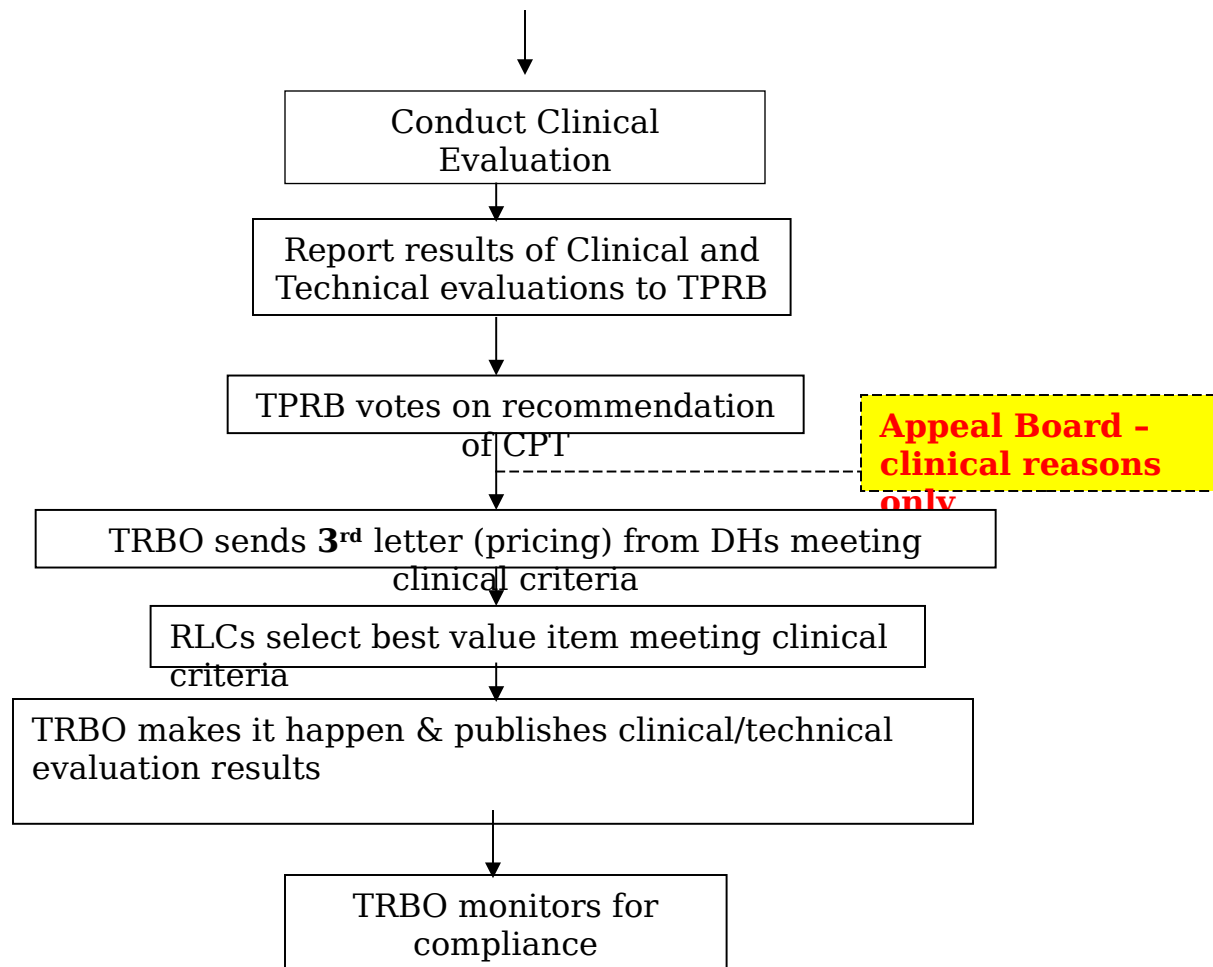 Conduct Clinical
Evaluation
Report results of Clinical and
Technical evaluations to TPRB
TPRB votes on recommendation
of CPT
Appeal Board –
clinical reasons
only
TRBO sends 3rd letter (pricing) from DHs meeting
clinical criteria
RLCs select best value item meeting clinical
criteria
TRBO makes it happen & publishes clinical/technical
evaluation results
TRBO monitors for
compliance